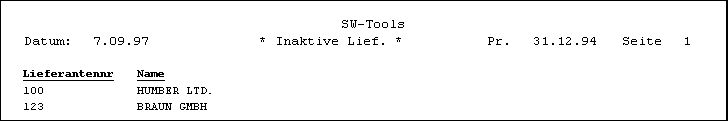 SW-Tools
Datum: 7.09.97 * Inaktive Lief. * Pr. 31.12.94 Seite 1
Lieferantennr Name
100 HUMBER LTD.
123 BRAUN GMBH